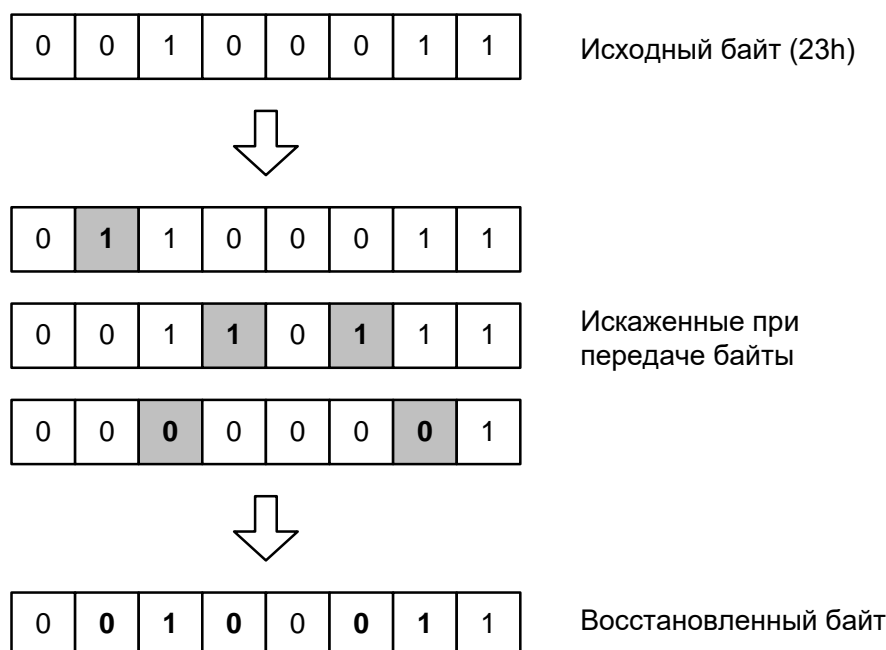 0 0 1 0 0 0 1 1 Исходный байт (23h)
0 1 1 0 0 0 1 1
0 0 1 1 0 1 1 1 Искаженные при
передаче байты
0 0 0 0 0 0 0 1
0 0 1 0 0 0 1 1 Восстановленный байт